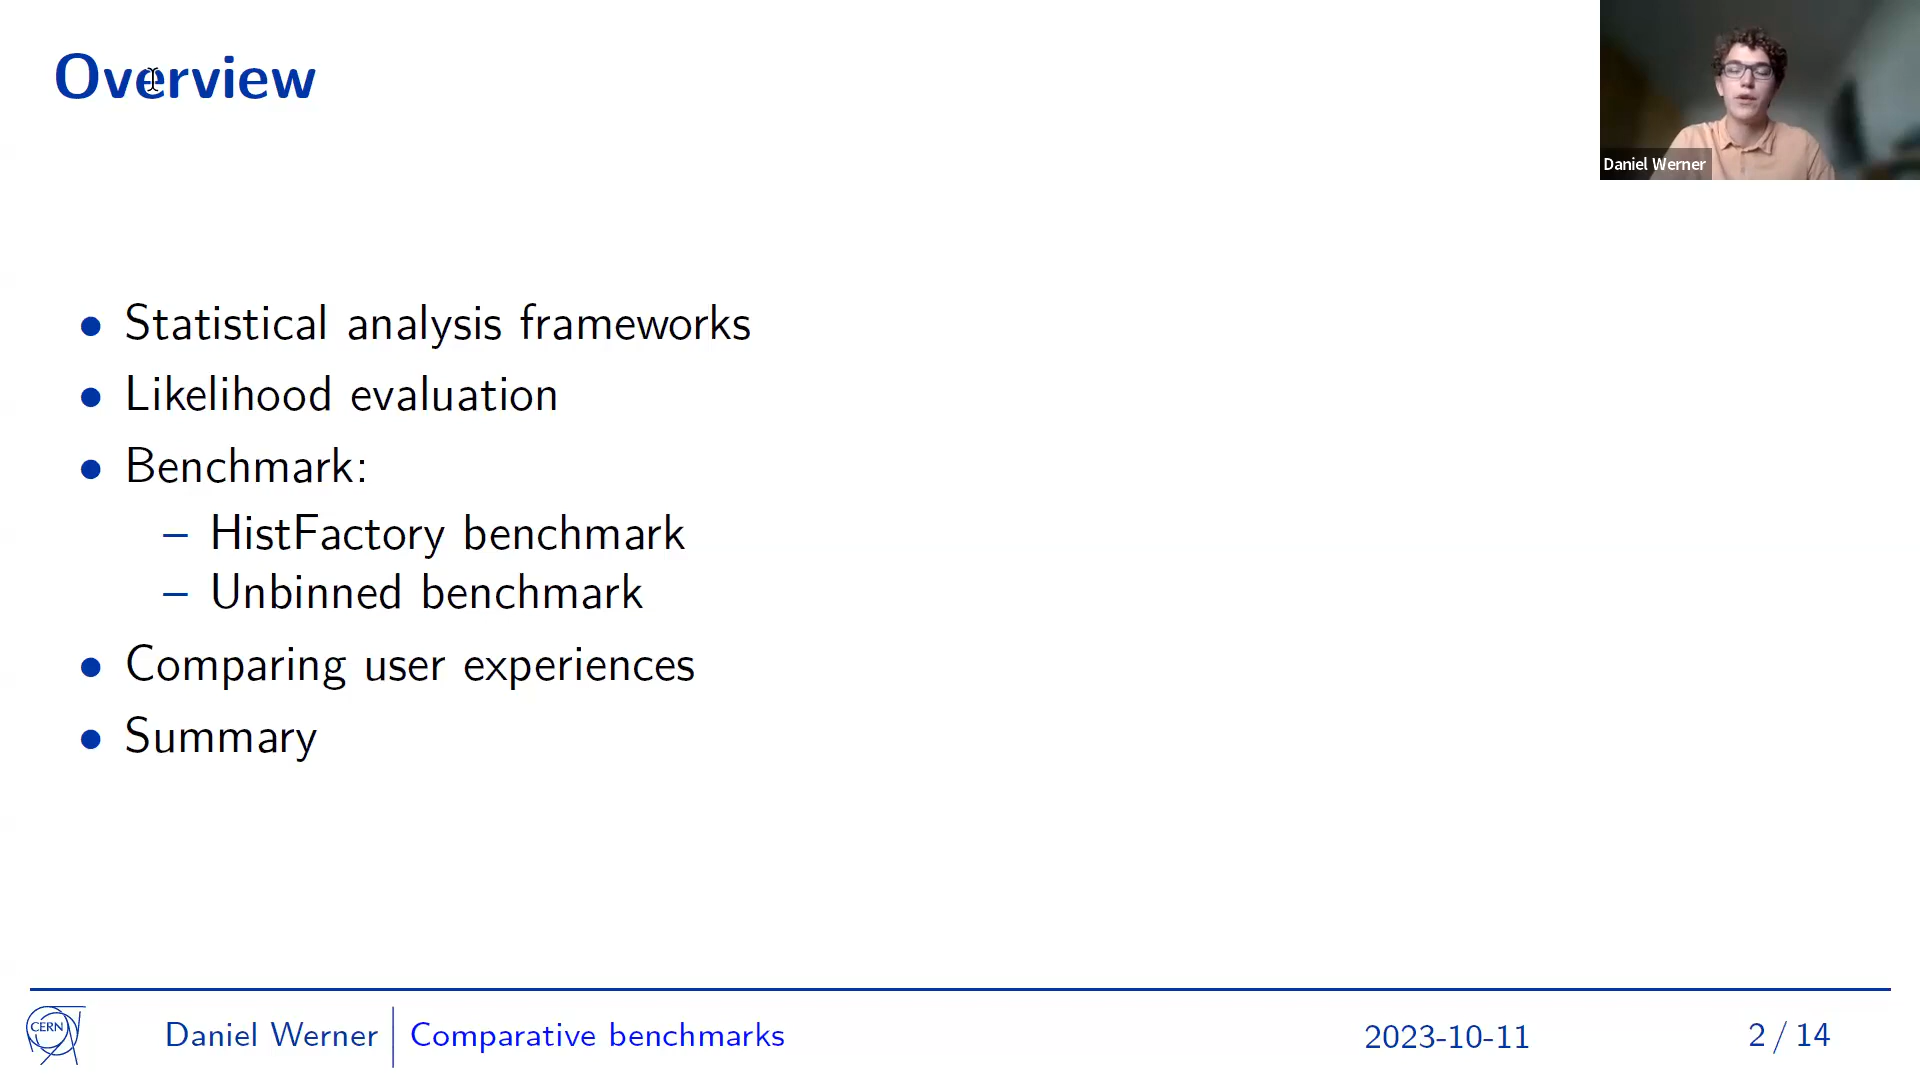 Overview
Daniel Werner
• Statistical analysis frameworks
• Likelihood evaluation
• Benchmark:
– HistFactory benchmark
– Unbinned benchmark
• Comparing user experiences
• Summary
CERN
Daniel Werner | Comparative benchmarks
2023-10-11
2 / 14